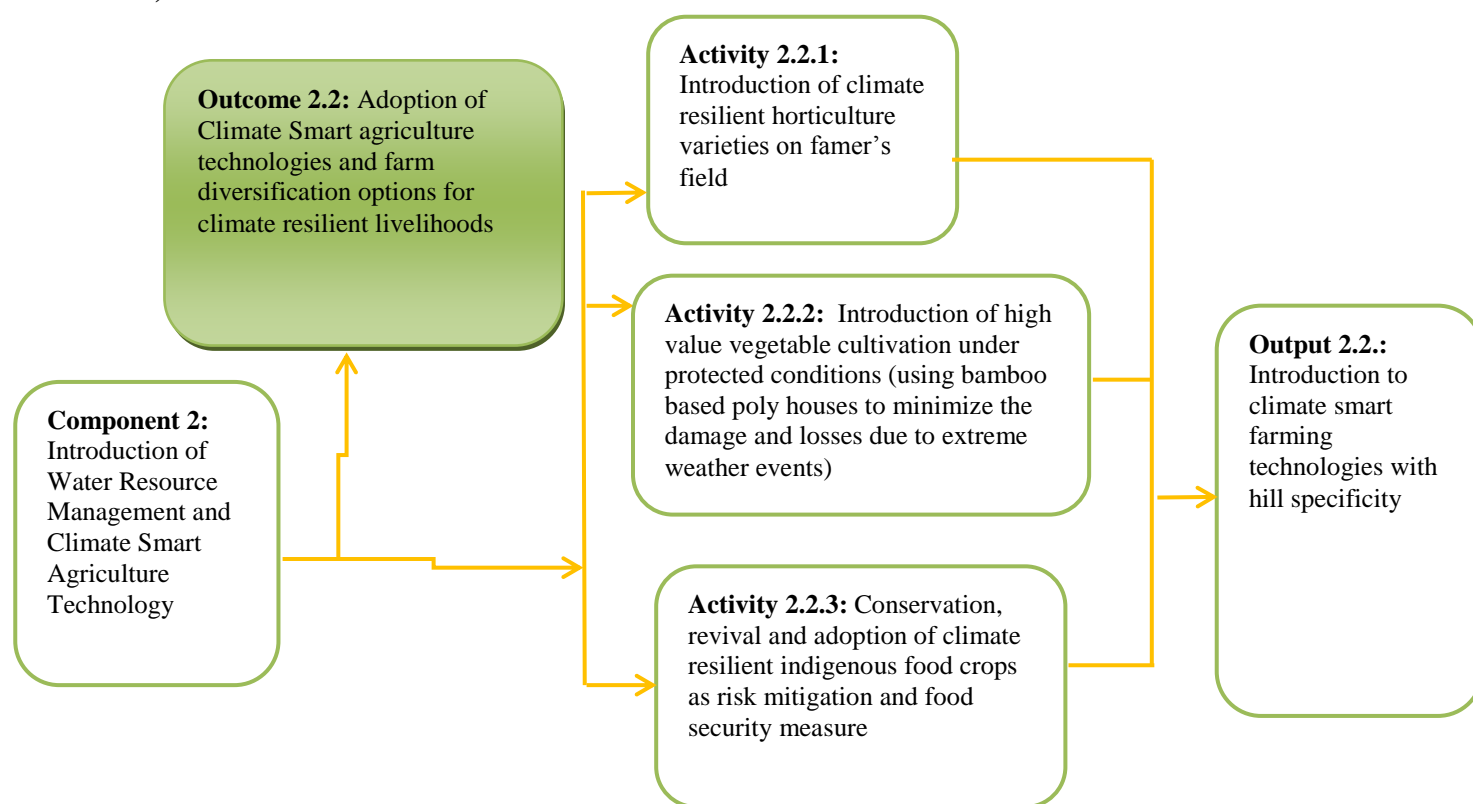 Outcome 2.2: Adoption of
Climate Smart agriculture
technologies and farm
diversification options for
climate resilient livelihoods
Component 2:
Introduction of
Water Resource
Management and
Climate Smart
Agriculture
Technology
Activity 2.2.1:
Introduction of climate
resilient horticulture
varieties on famer’s
field
Activity 2.2.2: Introduction of high
value vegetable cultivation under
protected conditions (using bamboo
based poly houses to minimize the
damage and losses due to extreme
weather events)
Activity 2.2.3: Conservation,
revival and adoption of climate
resilient indigenous food crops
as risk mitigation and food
security measure
Output 2.2.:
Introduction to
climate smart
farming
technologies with
hill specificity